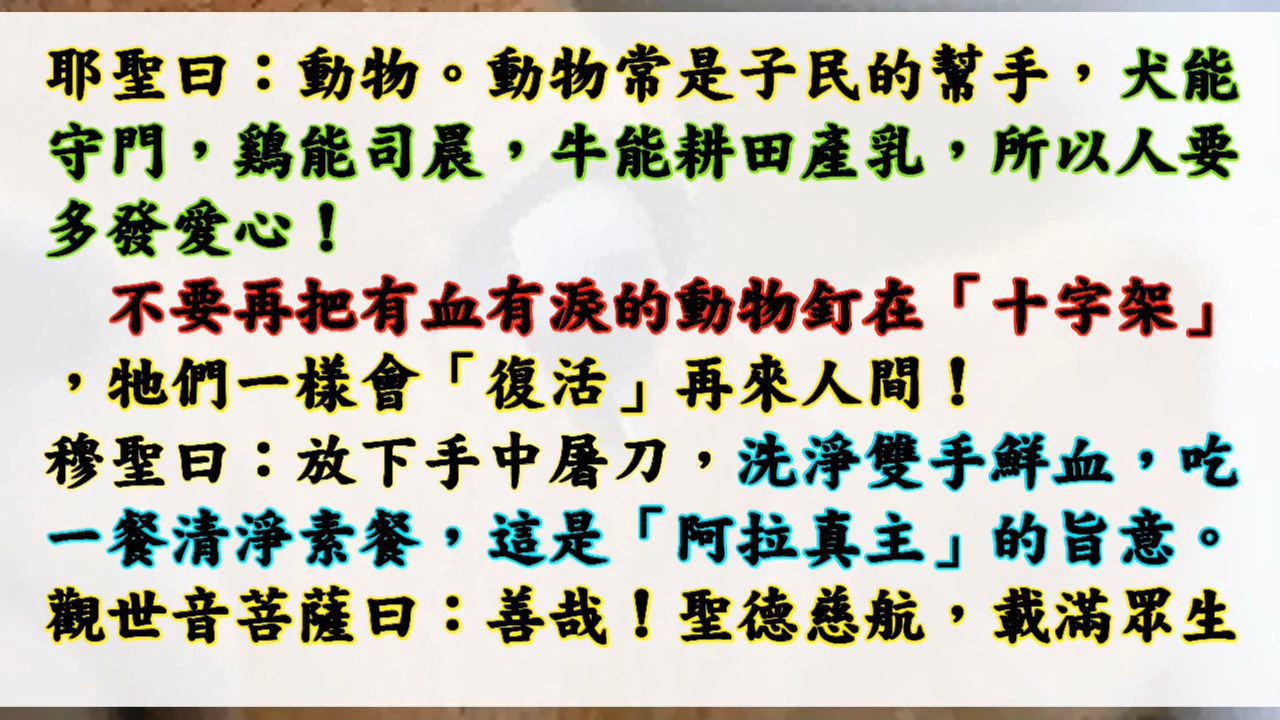 耶聖曰：動物。動物常是子民的幫手，犬能
守門，鷄能司晨，牛能耕田產乳，所以人要
多發愛心！
不要再把有血有淚的動物釘在「十字架」
，牠們一樣會「復活」再來人間！
穆聖曰：放下手中屠刀，洗淨雙手鮮血，吃
一餐清淨素餐，這是「阿拉真主」的旨意。
觀世音菩薩曰：善哉！聖德慈航，載滿眾生